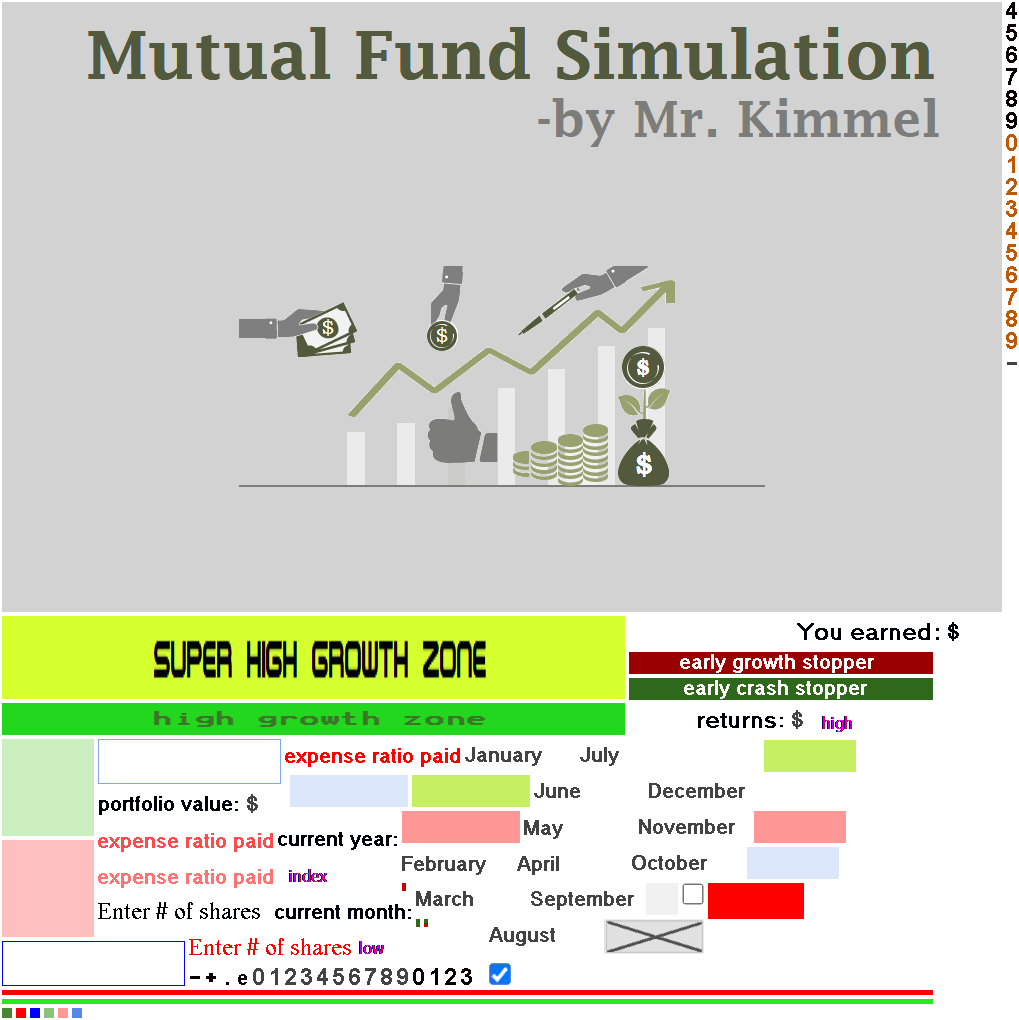 Mutual Fund Simulation
-by Mr. Kimmel
4
5
6
7
8
9
0
1
2
3
4
5
6
7
8
9
–
$
$
$
$
SUPER HIGH GROWTH ZONE
You earned: $
early growth stopper
early crash stopper
high growth zone
returns: $ high
expense ratio paid January July
June December
portfolio value: $
May November
expense ratio paid current year:
February April October
expense ratio paid index
March September
Enter # of shares current month:
August
Enter # of shares low
-+.e01234567890123